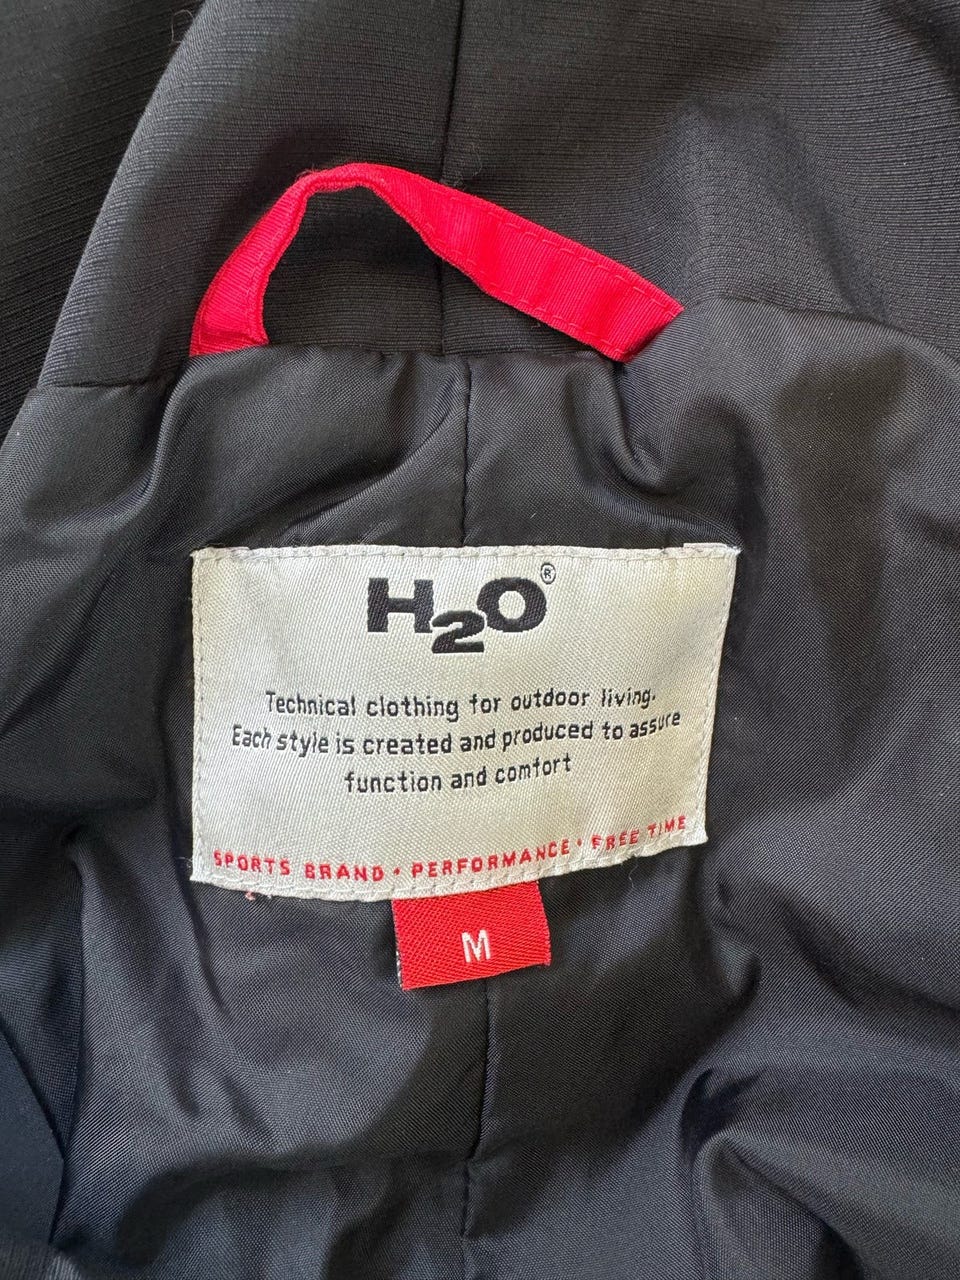 H2O®
Technical clothing for outdoor living.
Each style is created and produced to assure
function and comfort
SPORTS BRAND • PERFORMANCE • FREE TIME
M